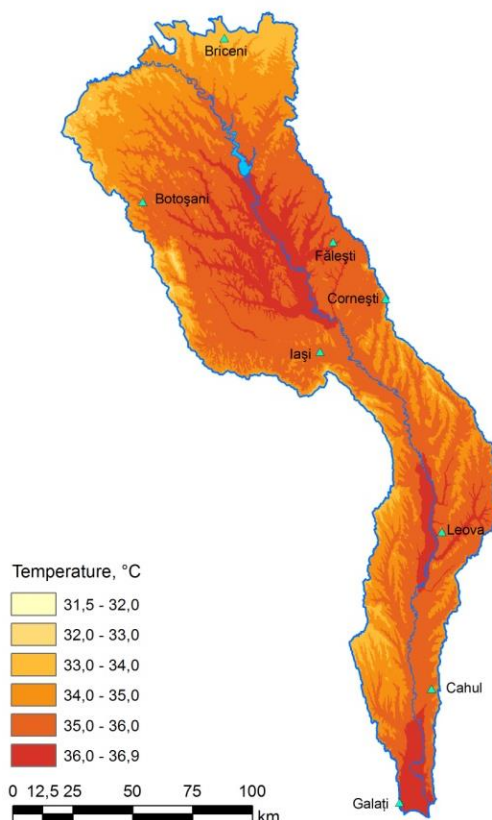 Briceni
Botoşani
Făleşti
Corneşti
Iaşi
Leova
Temperature, °C
31,5 - 32,0
32,0 - 33,0
33,0 - 34,0
34,0 - 35,0
35,0 - 36,0
36,0 - 36,9
Cahul
Galaţi
0 12,5 25 50 75 100
km